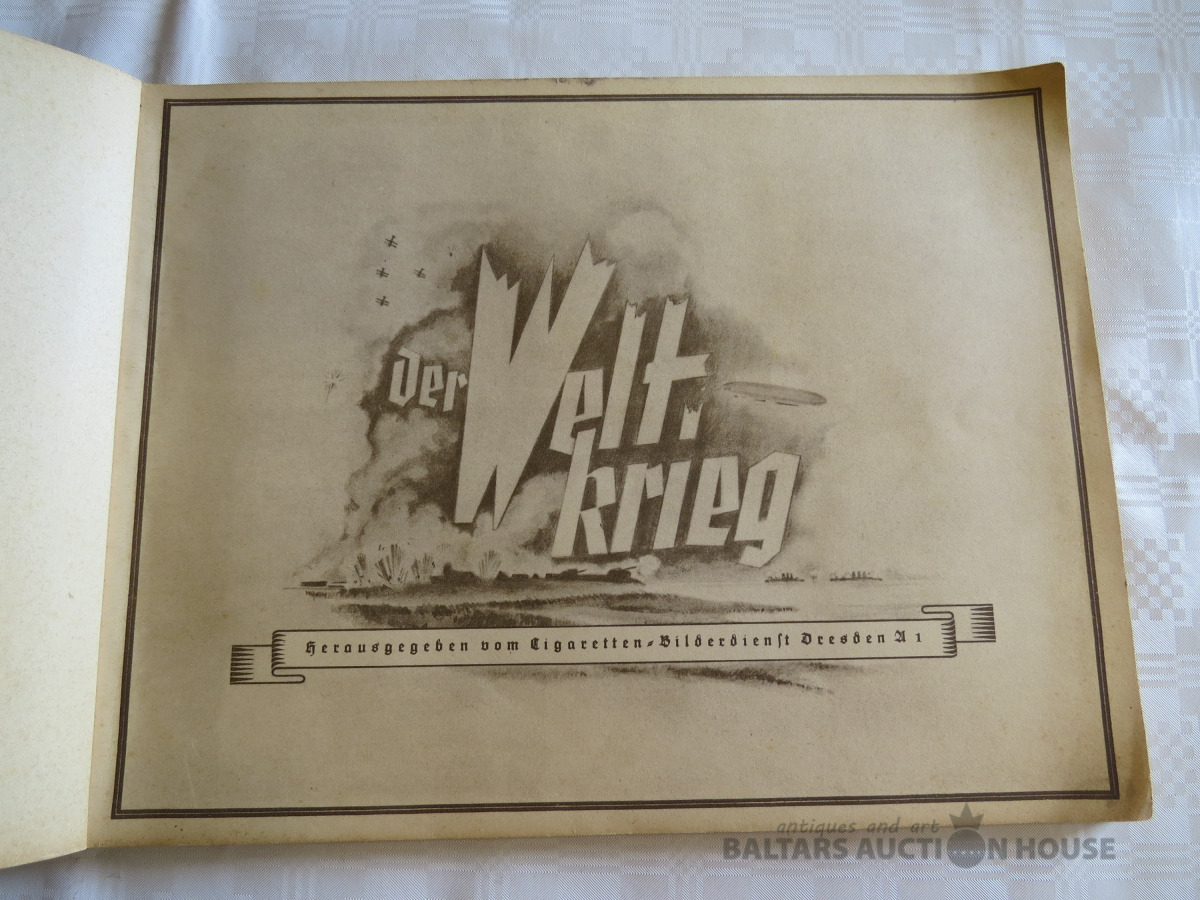 der Welt-
krieg
Herausgegeben vom Cigaretten-Bilderdienst Dresden A 1
antiques and art
BALTARS AUCTION HOUSE